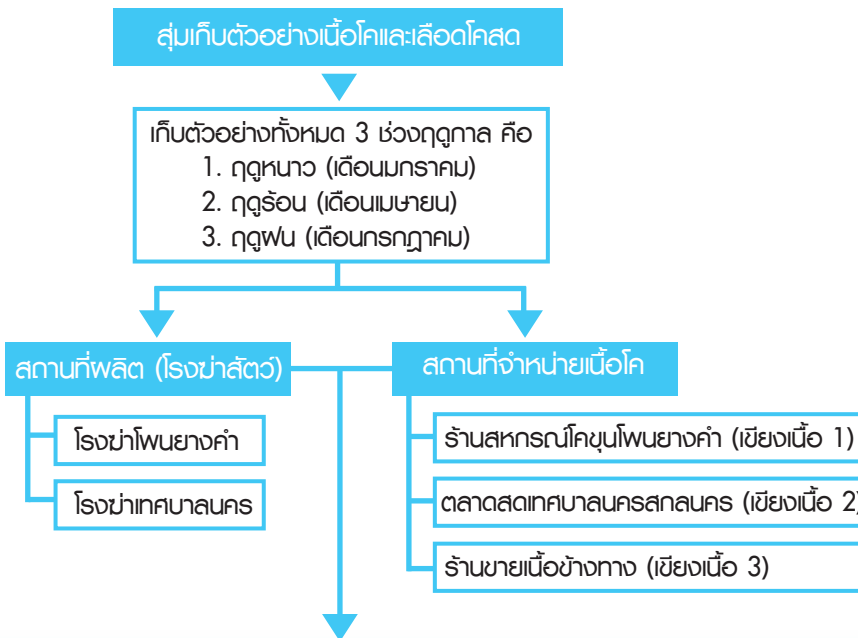 สุ่มเก็บตัวอย่างเนื้อโคและเลือดโคสด
เก็บตัวอย่างทั้งหมด 3 ช่วงฤดูกาล คือ
1. ฤดูหนาว (เดือนมกราคม)
2. ฤดูร้อน (เดือนเมษายน)
3. ฤดูฝน (เดือนกรกฎาคม)
สถานที่ผลิต (โรงฆ่าสัตว์)
โรงฆ่าโพนยางคำ
โรงฆ่าเทศบาลนคร
สถานที่จำหน่ายเนื้อโค
ร้านสหกรณ์โคขุนโพนยางคำ (เขียงเนื้อ 1)
ตลาดสดเทศบาลนครสกลนคร (เขียงเนื้อ 2)
ร้านขายเนื้อข้างทาง (เขียงเนื้อ 3)